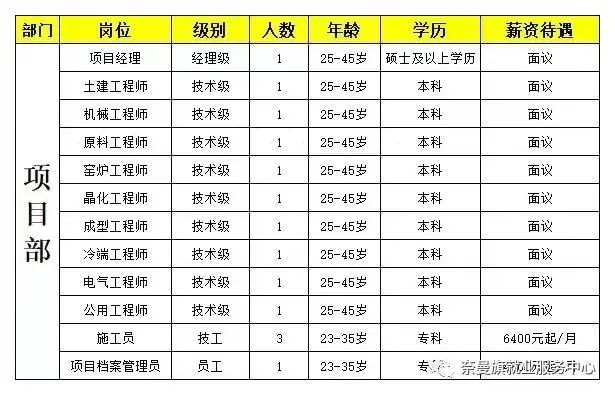 部门 岗位 级别 人数 年龄 学历 薪资待遇
项目部
项目经理 经理级 1 25-45岁 硕士及以上学历 面议
土建工程师 技术级 1 25-45岁 本科 面议
机械工程师 技术级 1 25-45岁 本科 面议
原料工程师 技术级 1 25-45岁 本科 面议
窑炉工程师 技术级 1 25-45岁 本科 面议
晶化工程师 技术级 1 25-45岁 本科 面议
成型工程师 技术级 1 25-45岁 本科 面议
冷端工程师 技术级 1 25-45岁 本科 面议
电气工程师 技术级 1 25-45岁 本科 面议
公用工程师 技术级 1 25-45岁 本科 面议
施工员 技工 3 23-35岁 专科 6400元起/月
项目档案管理员 员工 1 23-35岁
奈曼旗就业服务中心